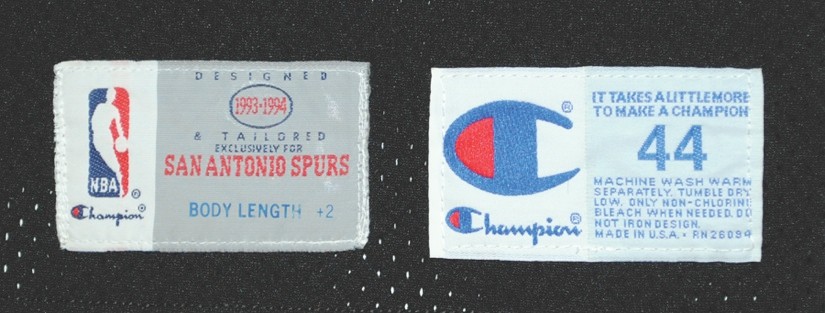 DESIGNED
1993-1994
& TAILORED
EXCLUSIVELY FOR
SAN ANTONIO SPURS
BODY LENGTH +2
NBA ®
Champion ®
®
Champion ®
IT TAKES A LITTLE MORE
TO MAKE A CHAMPION
44
MACHINE WASH WARM
SEPARATELY. TUMBLE DRY
LOW. ONLY NON-CHLORINE
BLEACH WHEN NEEDED. DO
NOT IRON DESIGN.
MADE IN U.S.A. • RN26094